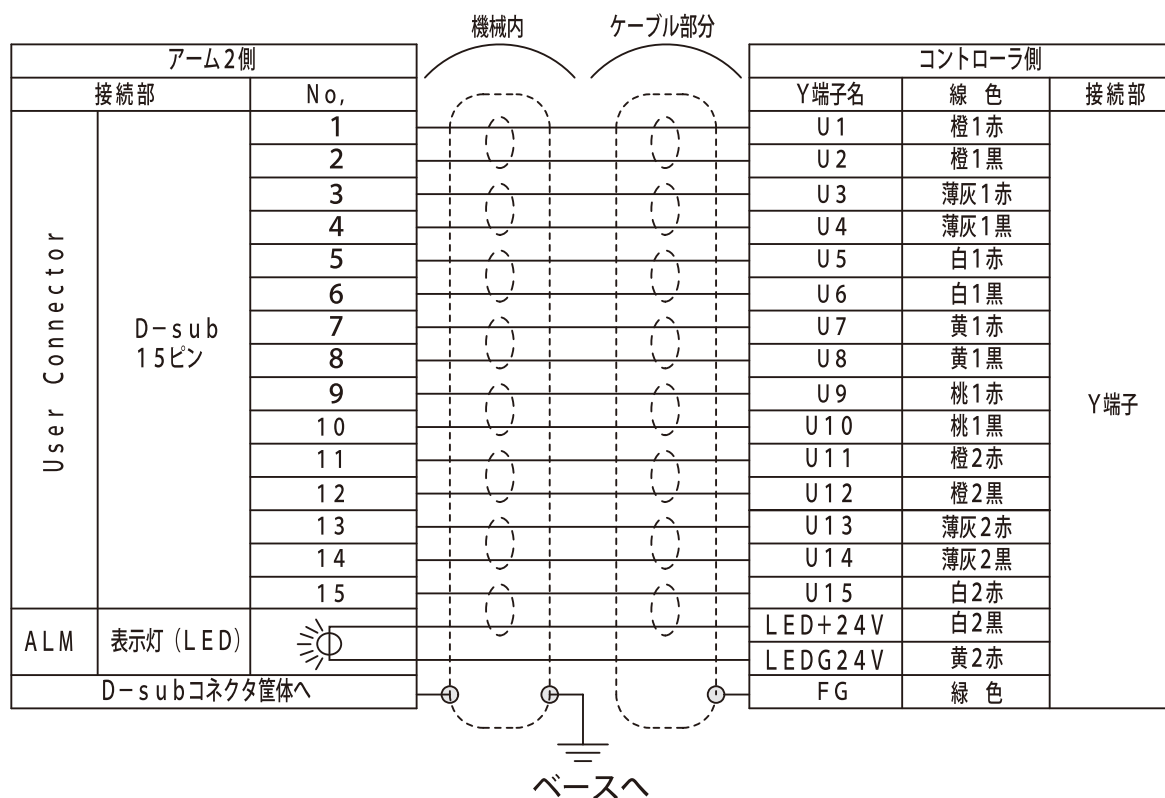 機械内 ケーブル部分
アーム2側 コントローラ側
接続部 No, Y端子名 線 色 接続部
1 U1 橙1赤
2 U2 橙1黒
3 U3 薄灰1赤
4 U4 薄灰1黒
5 U5 白1赤
6 U6 白1黒
7 U7 黄1赤
8 U8 黄1黒
9 U9 桃1赤
10 U10 桃1黒
11 U11 橙2赤
12 U12 橙2黒
13 U13 薄灰2赤
14 U14 薄灰2黒
15 U15 白2赤
User Connector
D-sub
15ピン
Y端子
ALM 表示灯(LED) LED+24V 白2黒
LEDG24V 黄2赤
D-subコネクタ筐体へ FG 緑 色
ベースへ